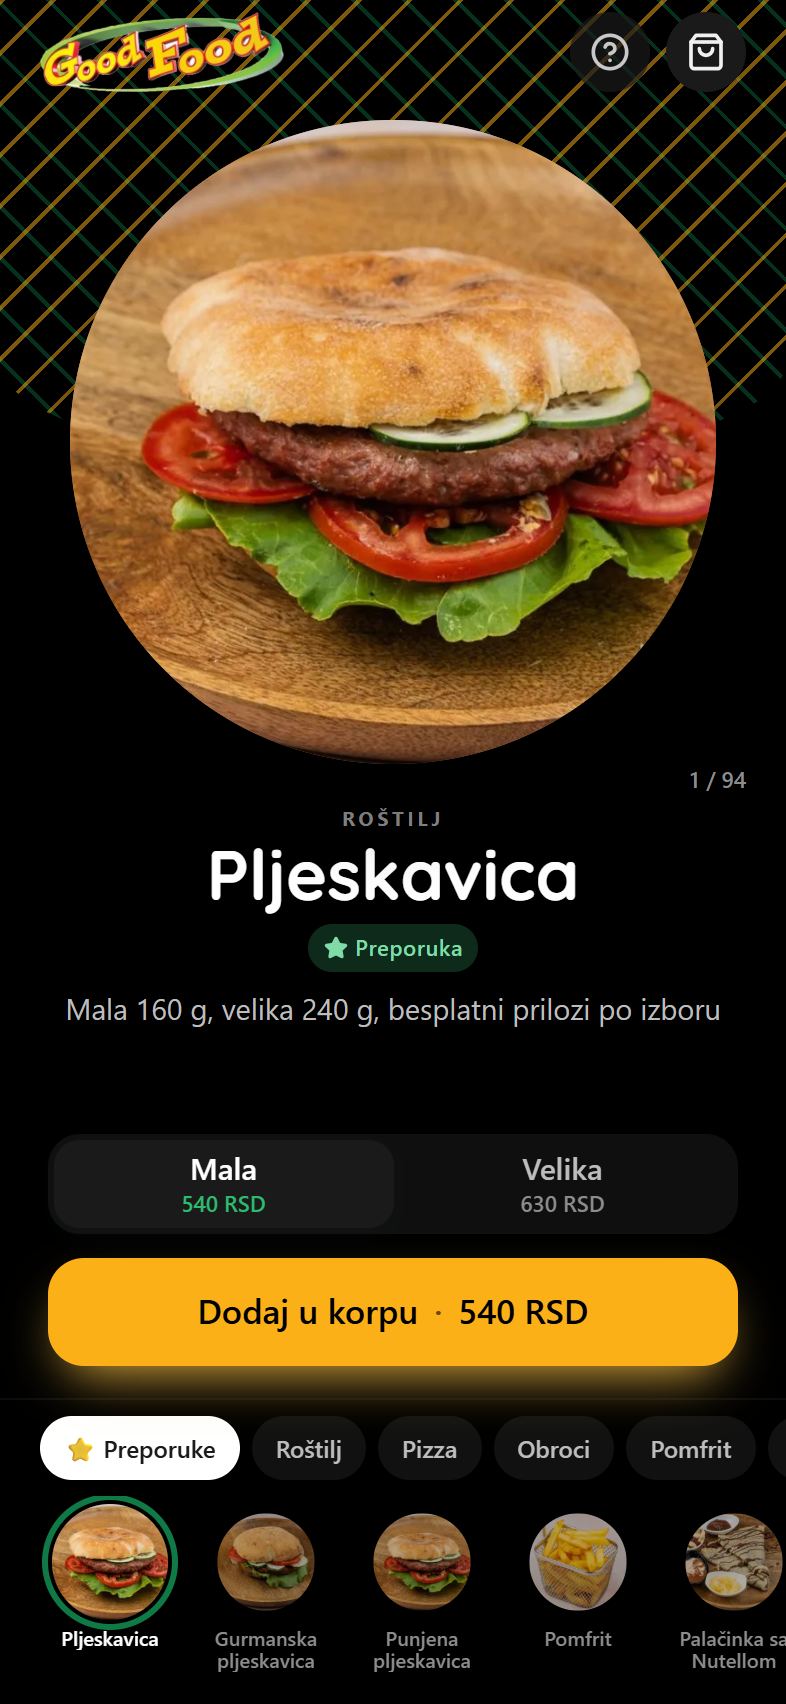 Good Food
1 / 94
ROŠTILJ
Pljeskavica
Preporuka
Mala 160 g, velika 240 g, besplatni prilozi po izboru
Mala
540 RSD
Velika
630 RSD
Dodaj u korpu · 540 RSD
Preporuke
Roštilj
Pizza
Obroci
Pomfrit
Pljeskavica
Gurmanska
pljeskavica
Punjena
pljeskavica
Pomfrit
Palačinka sa
Nutellom